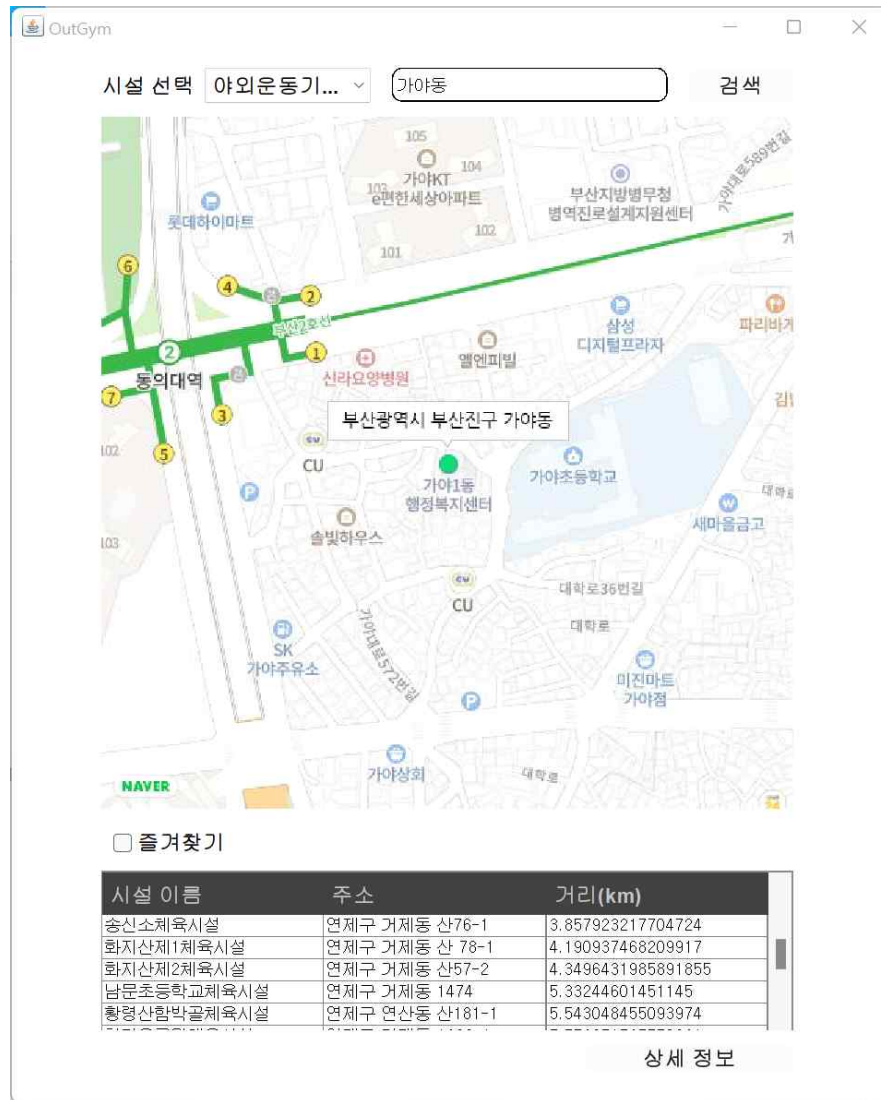 OutGym
시설 선택 야외운동기... 가야동 검색
105
104
가야KT
e편한세상아파트
103
102
101
롯데하이마트
부산지방병무청
병역진로설계지원센터
가야대로589번길
6
4
2
부산2호선
1
2
동의대역
7
3
5
신라요양병원
엘엔피빌
삼성
디지털프라자
파리바게
부산광역시 부산진구 가야동
CU
CU
102
P
가야1동
행정복지센터
가야초등학교
솔빛하우스
새마을금고
103
CU
CU
대학로36번길
대학로
가야대로572번길
SK
가야주유소
미진마트
가야점
P
가야상회
대학로
NAVER
즐겨찾기
시설 이름 주소 거리(km)
송신소체육시설 연제구 거제동 산76-1 3.857923217704724
화지산제1체육시설 연제구 거제동 산 78-1 4.190937468209917
화지산제2체육시설 연제구 거제동 산57-2 4.3496431985891855
남문초등학교체육시설 연제구 거제동 1474 5.33244601451145
황령산함박골체육시설 연제구 연산동 산181-1 5.543048455093974
상세 정보